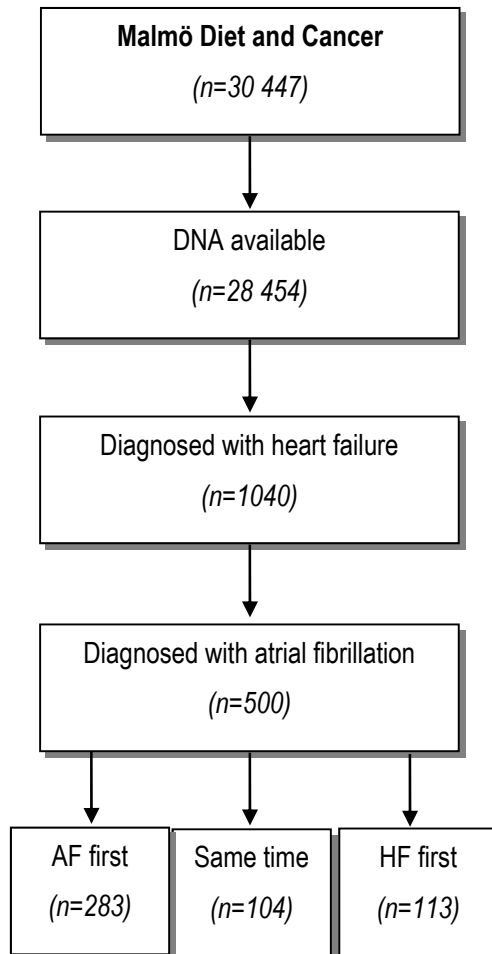 Malmö Diet and Cancer
(n=30 447)
DNA available
(n=28 454)
Diagnosed with heart failure
(n=1040)
Diagnosed with atrial fibrillation
(n=500)
AF first
(n=283)
Same time
(n=104)
HF first
(n=113)